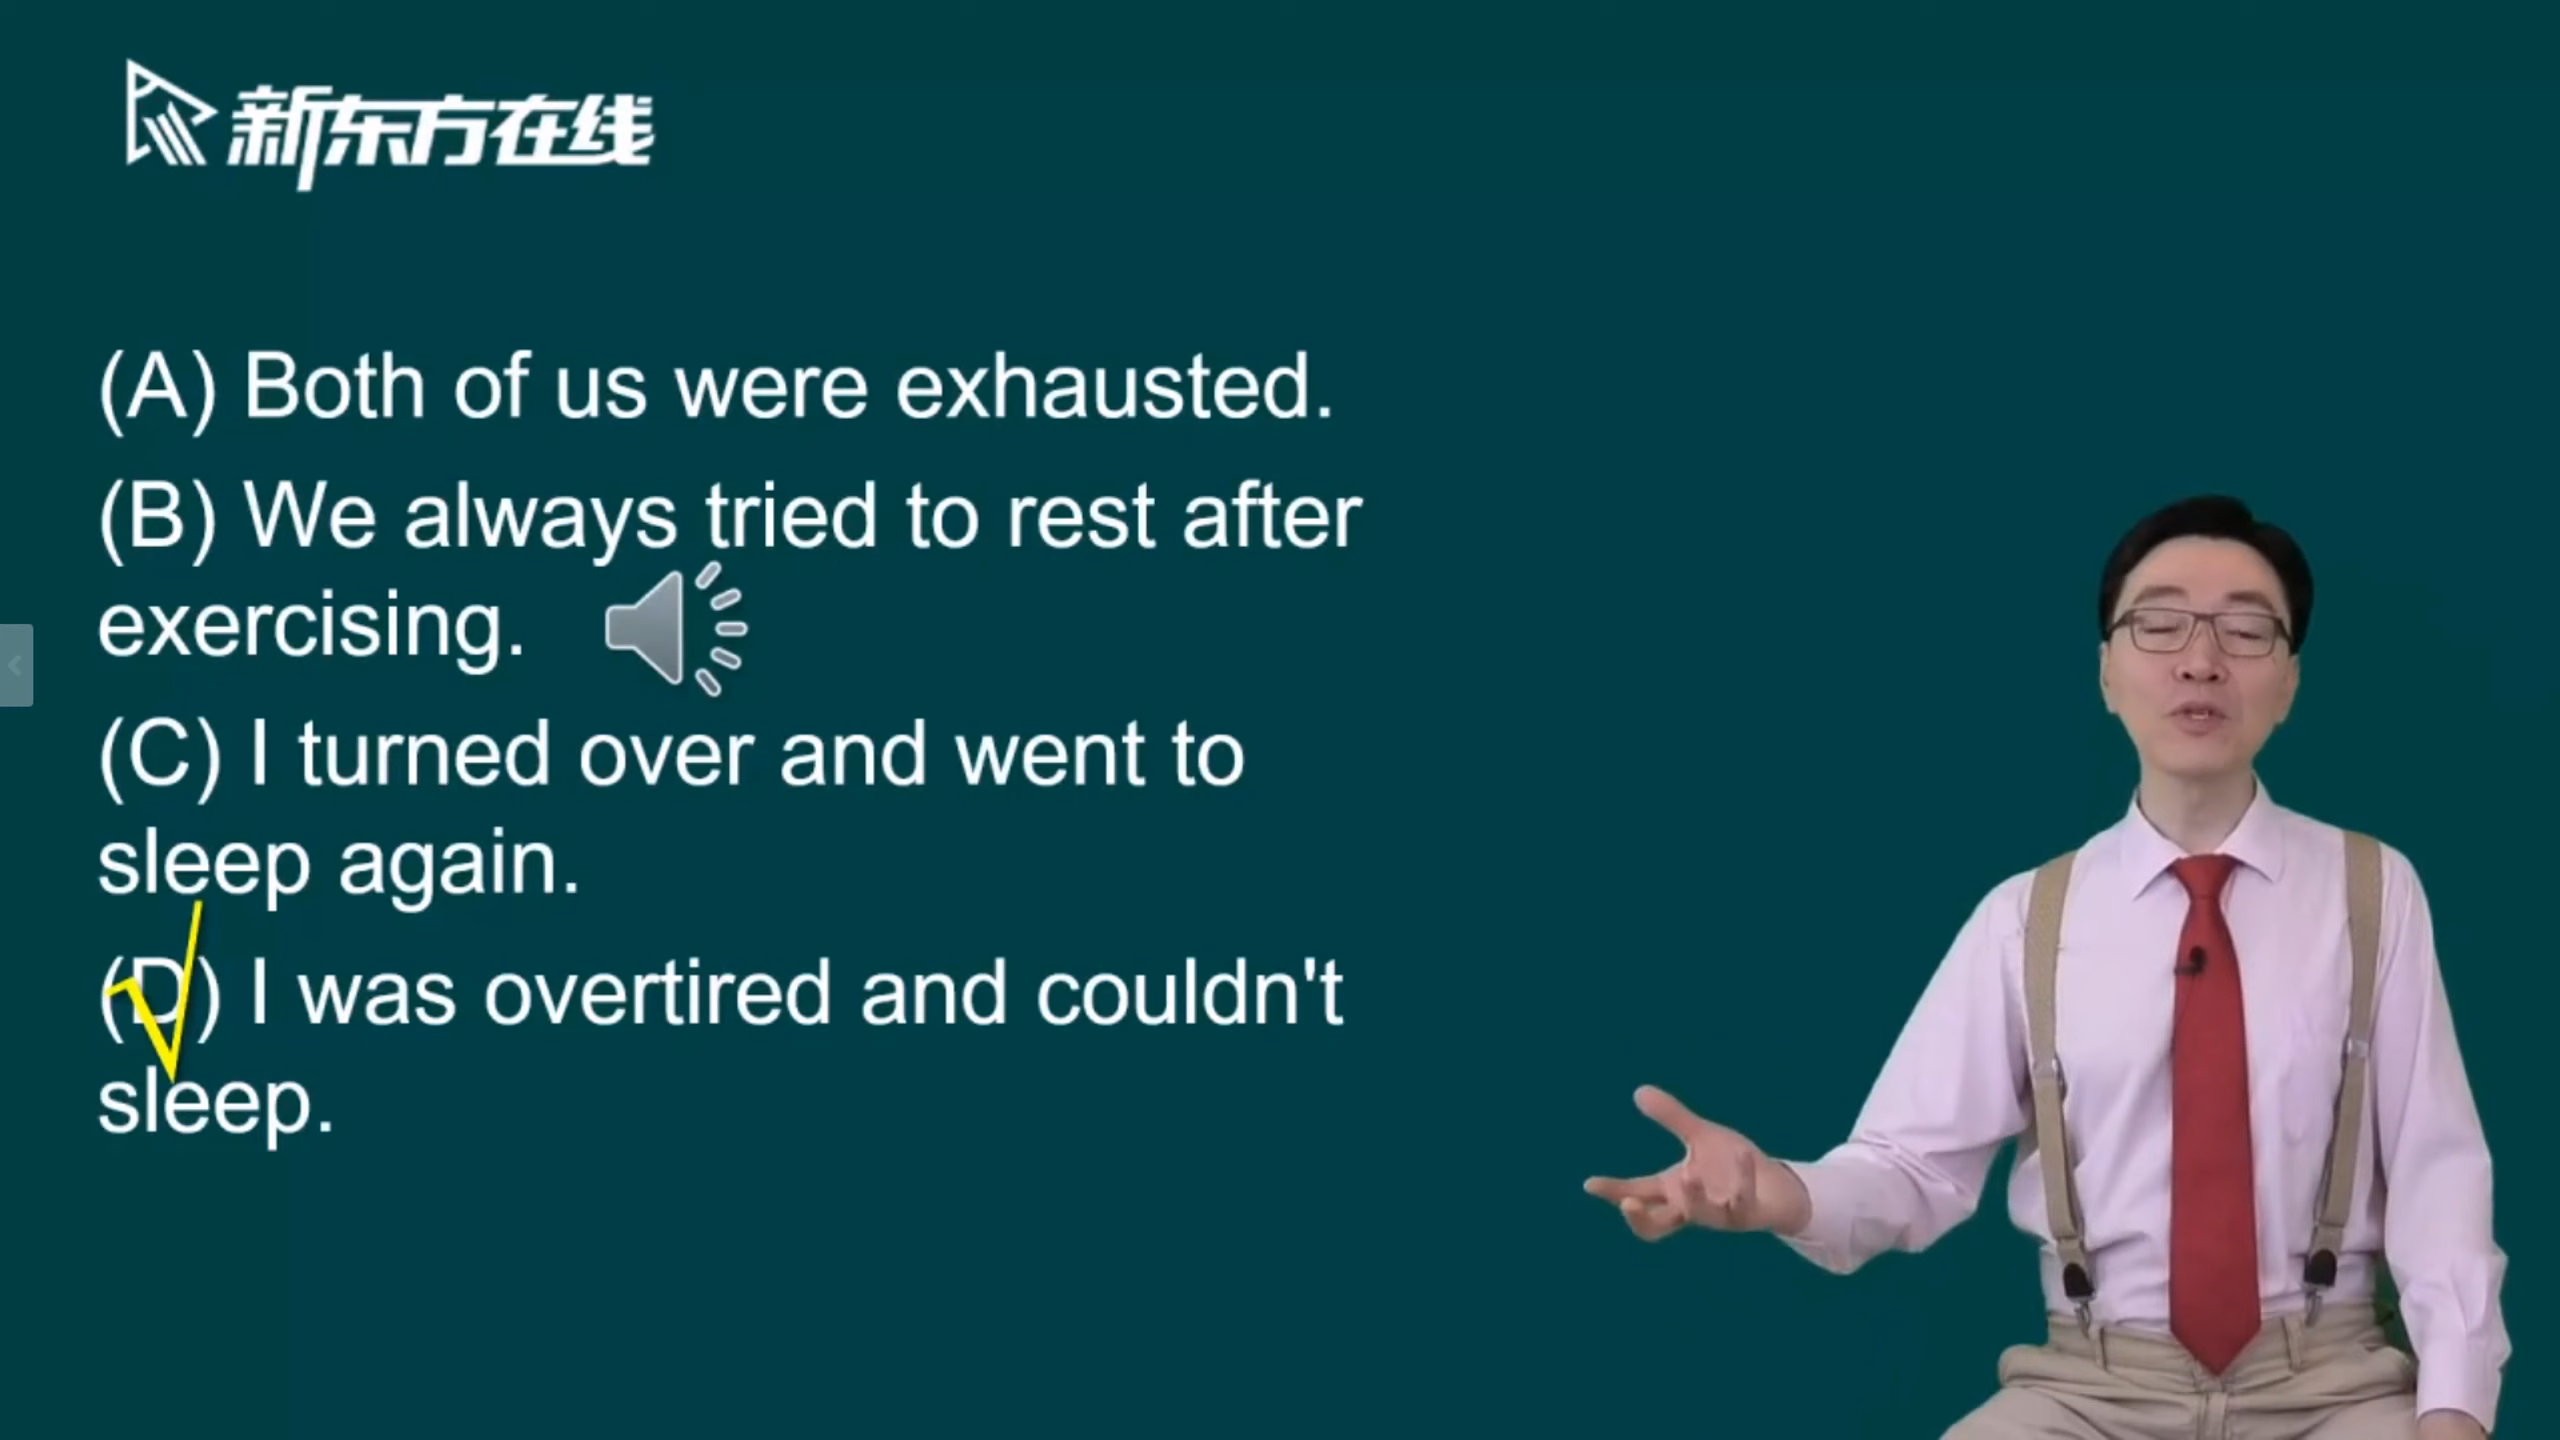 新东方在线
(A) Both of us were exhausted.
(B) We always tried to rest after
exercising.
(C) I turned over and went to
sleep again.
(D) I was overtired and couldn't
sleep.